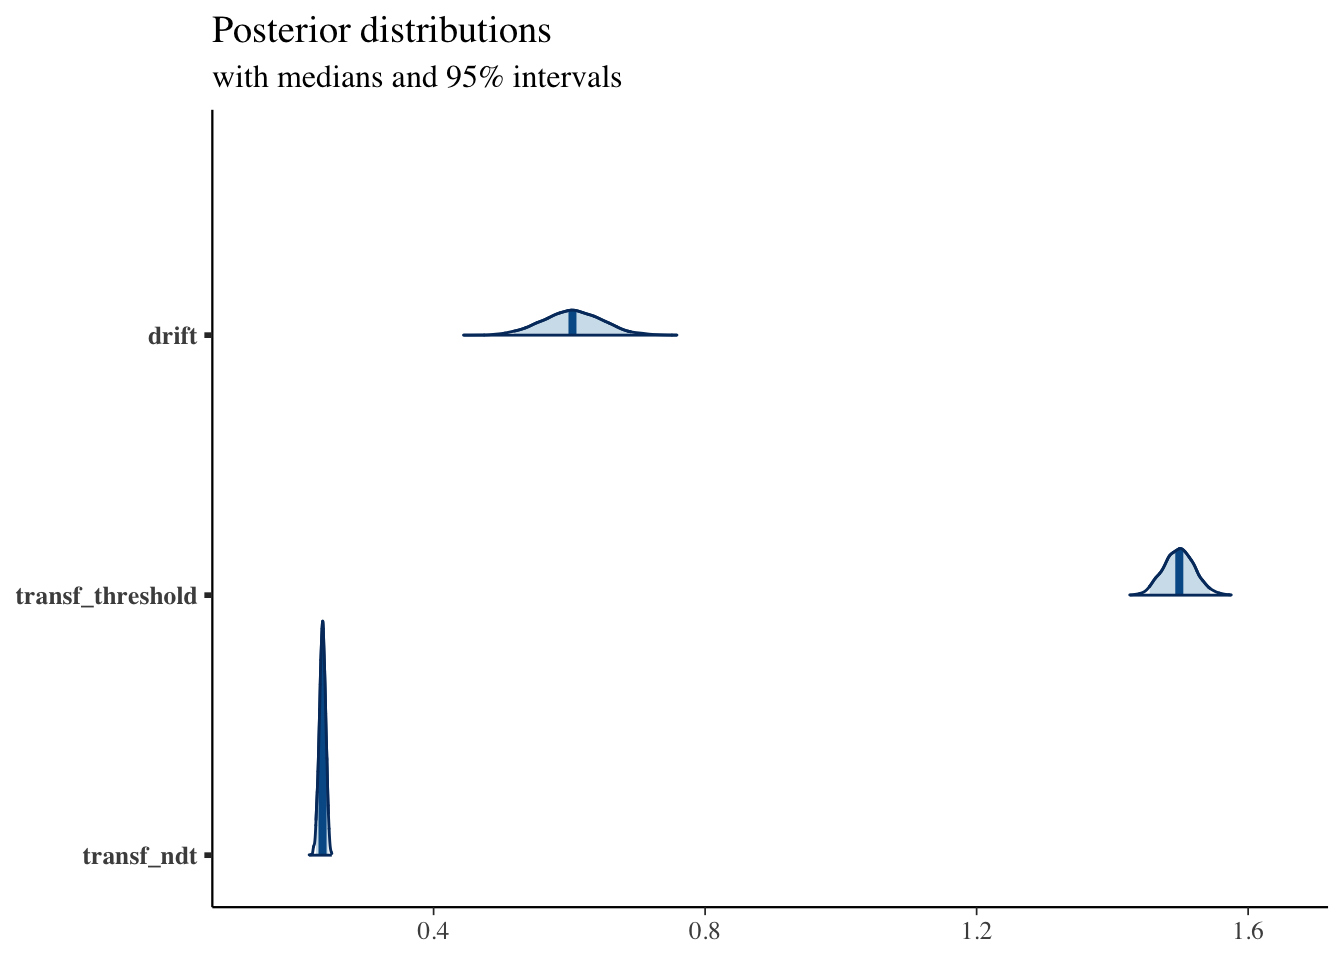 Posterior distributions
with medians and 95% intervals
drift
transf_threshold
transf_ndt
0.4 0.8 1.2 1.6